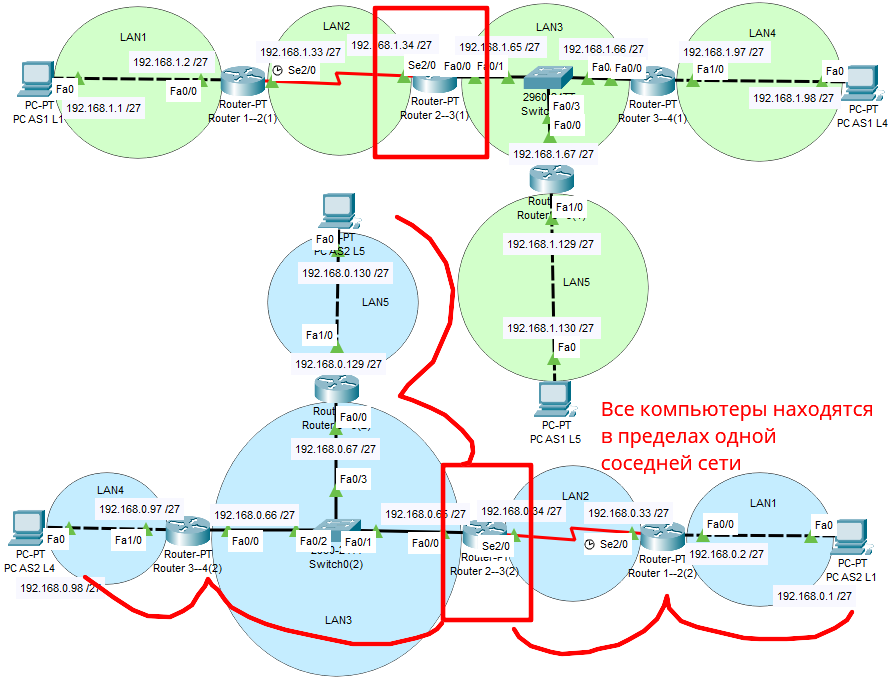 LAN1
LAN2
LAN3
LAN4
192.168.1.2 /27
192.168.1.33 /27
192.168.1.34 /27
192.168.1.65 /27
192.168.1.66 /27
192.168.1.97 /27
Se2/0
Se2/0
Fa0/0
Fa0/1
Fa0/0
Fa1/0
Fa0
Fa0
Fa0/0
192.168.1.1 /27
192.168.1.98 /27
PC-PT
PC AS1 L1
Router-PT
Router 1--2(1)
Router-PT
Router 2--3(1)
Fa0/3
Fa0/0
Router-PT
Router 3--4(1)
PC-PT
PC AS1 L4
192.168.1.67 /27
Fa1/0
192.168.1.129 /27
LAN5
192.168.1.130 /27
Fa0
PC-PT
PC AS1 L5
Fa0
PC AS2 L5
192.168.0.130 /27
LAN5
Fa1/0
192.168.0.129 /27
Fa0/0
192.168.0.67 /27
Fa0/3
Все компьютеры находятся
в пределах одной
соседней сети
LAN4
192.168.0.97 /27
192.168.0.66 /27
LAN2
192.168.0.33 /27
LAN1
Fa0
Fa1/0
Fa0/0
Fa0/2
Fa0/1
Fa0/0
Se2/0
Se2/0
Fa0/0
Fa0
PC-PT
PC AS2 L4
Router-PT
Router 3--4(2)
Switch0(2)
Router-PT
Router 2--3(2)
Router-PT
Router 1--2(2)
192.168.0.2 /27
PC-PT
PC AS2 L1
192.168.0.98 /27
192.168.0.1 /27
LAN3